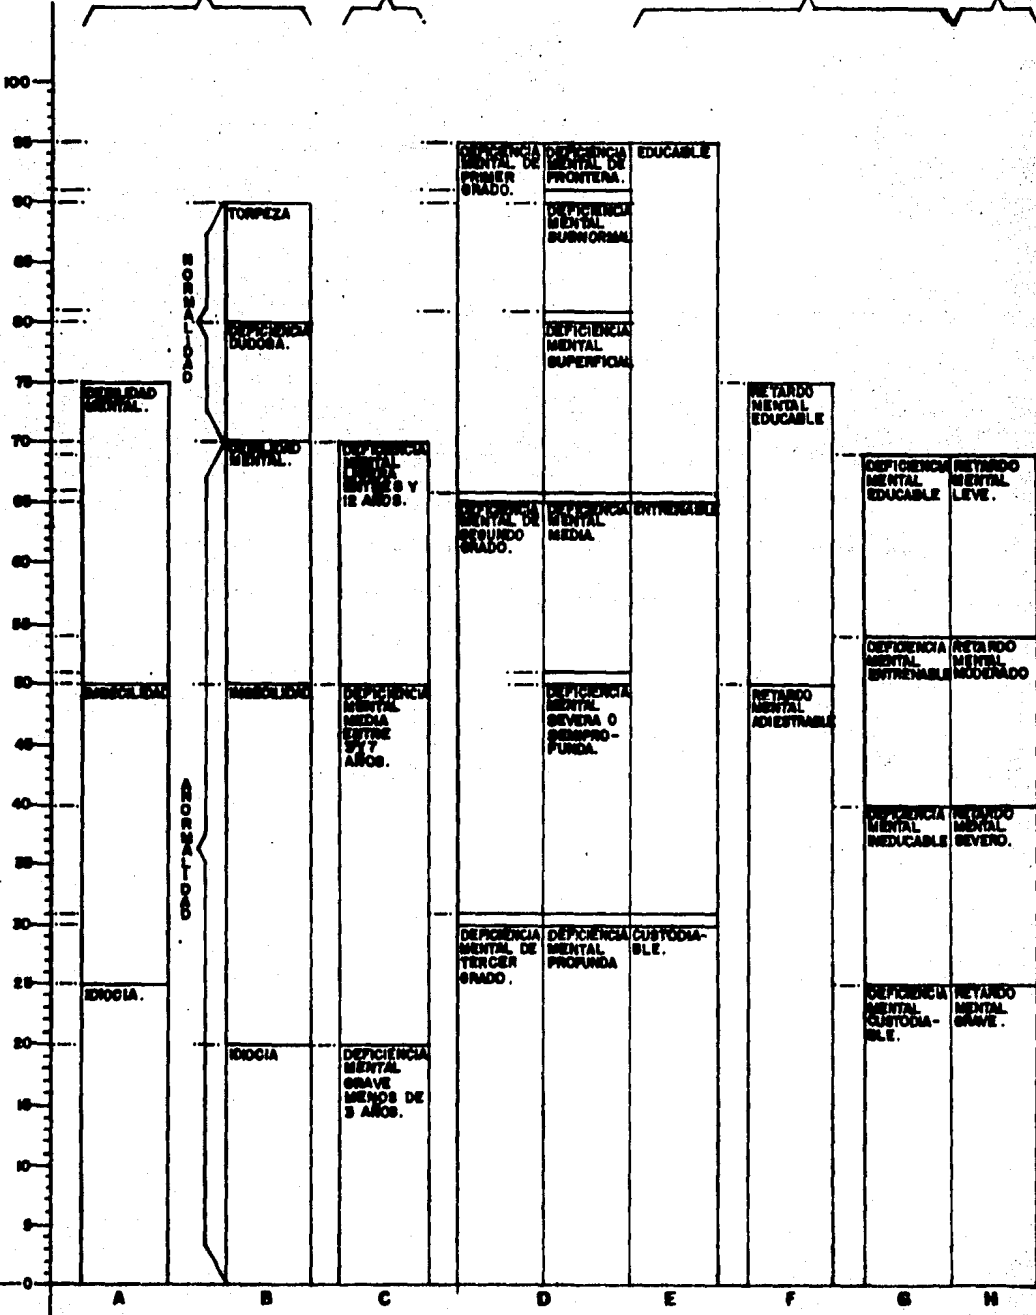 100
95
90
85
80
75
70
65
60
55
50
45
40
35
30
25
20
15
10
5
0
DEBILIDAD
MENTAL.
IMBECILIDAD
IDIOCIA.
NORMALIDAD
ANORMALIDAD
TORPEZA
DEFICIENCIA
DUDOSA.
DEBILIDAD
MENTAL.
IMBECILIDAD
IDIOCIA
DEFICIENCIA
MENTAL
LIGERA
ENTRE 8 Y
12 AÑOS.
DEFICIENCIA
MENTAL
MEDIA
ENTRE
3 Y 7
AÑOS.
DEFICIENCIA
MENTAL
GRAVE
MENOS DE
3 AÑOS.
DEFICIENCIA
MENTAL DE
PRIMER
GRADO.
DEFICIENCIA
MENTAL DE
SEGUNDO
GRADO.
DEFICIENCIA
MENTAL DE
TERCER
GRADO.
DEFICIENCIA
MENTAL DE
FRONTERA.
DEFICIENCIA
MENTAL
SUBNORMAL
DEFICIENCIA
MENTAL
SUPERFICIAL
DEFICIENCIA
MENTAL
MEDIA.
DEFICIENCIA
MENTAL
SEVERA O
SEMIPRO-
FUNDA.
DEFICIENCIA
MENTAL
PROFUNDA
EDUCABLE
ENTRENABLE
CUSTODIA-
BLE.
RETARDO
MENTAL
EDUCABLE
RETARDO
MENTAL
ADIESTRABLE
DEFICIENCIA
MENTAL
EDUCABLE
DEFICIENCIA
MENTAL
ENTRENABLE
DEFICIENCIA
MENTAL
INEDUCABLE
DEFICIENCIA
MENTAL
CUSTODIA-
BLE.
RETARDO
MENTAL
LEVE.
RETARDO
MENTAL
MODERADO
RETARDO
MENTAL
SEVERO.
RETARDO
MENTAL
GRAVE.
A
B
C
D
E
F
G
H